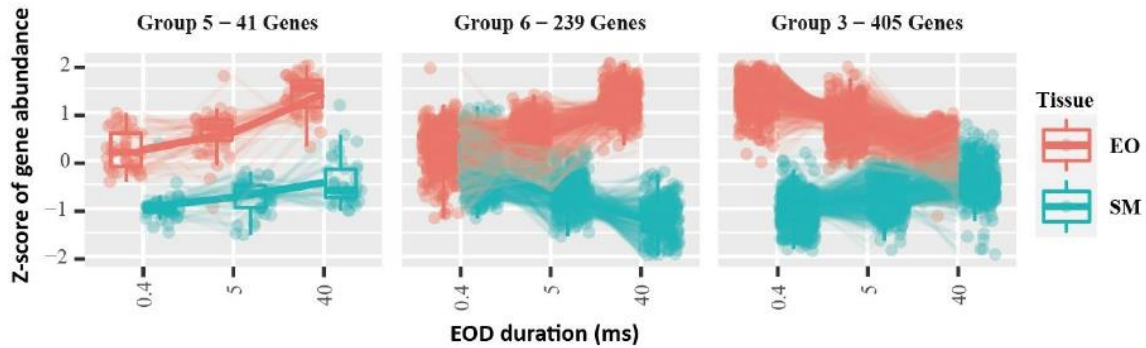 Group 5 – 41 Genes
Group 6 – 239 Genes
Group 3 – 405 Genes
Z-score of gene abundance
2
1
0
−1
−2
0.4
5
40
0.4
5
40
0.4
5
40
EOD duration (ms)
Tissue
EO
SM